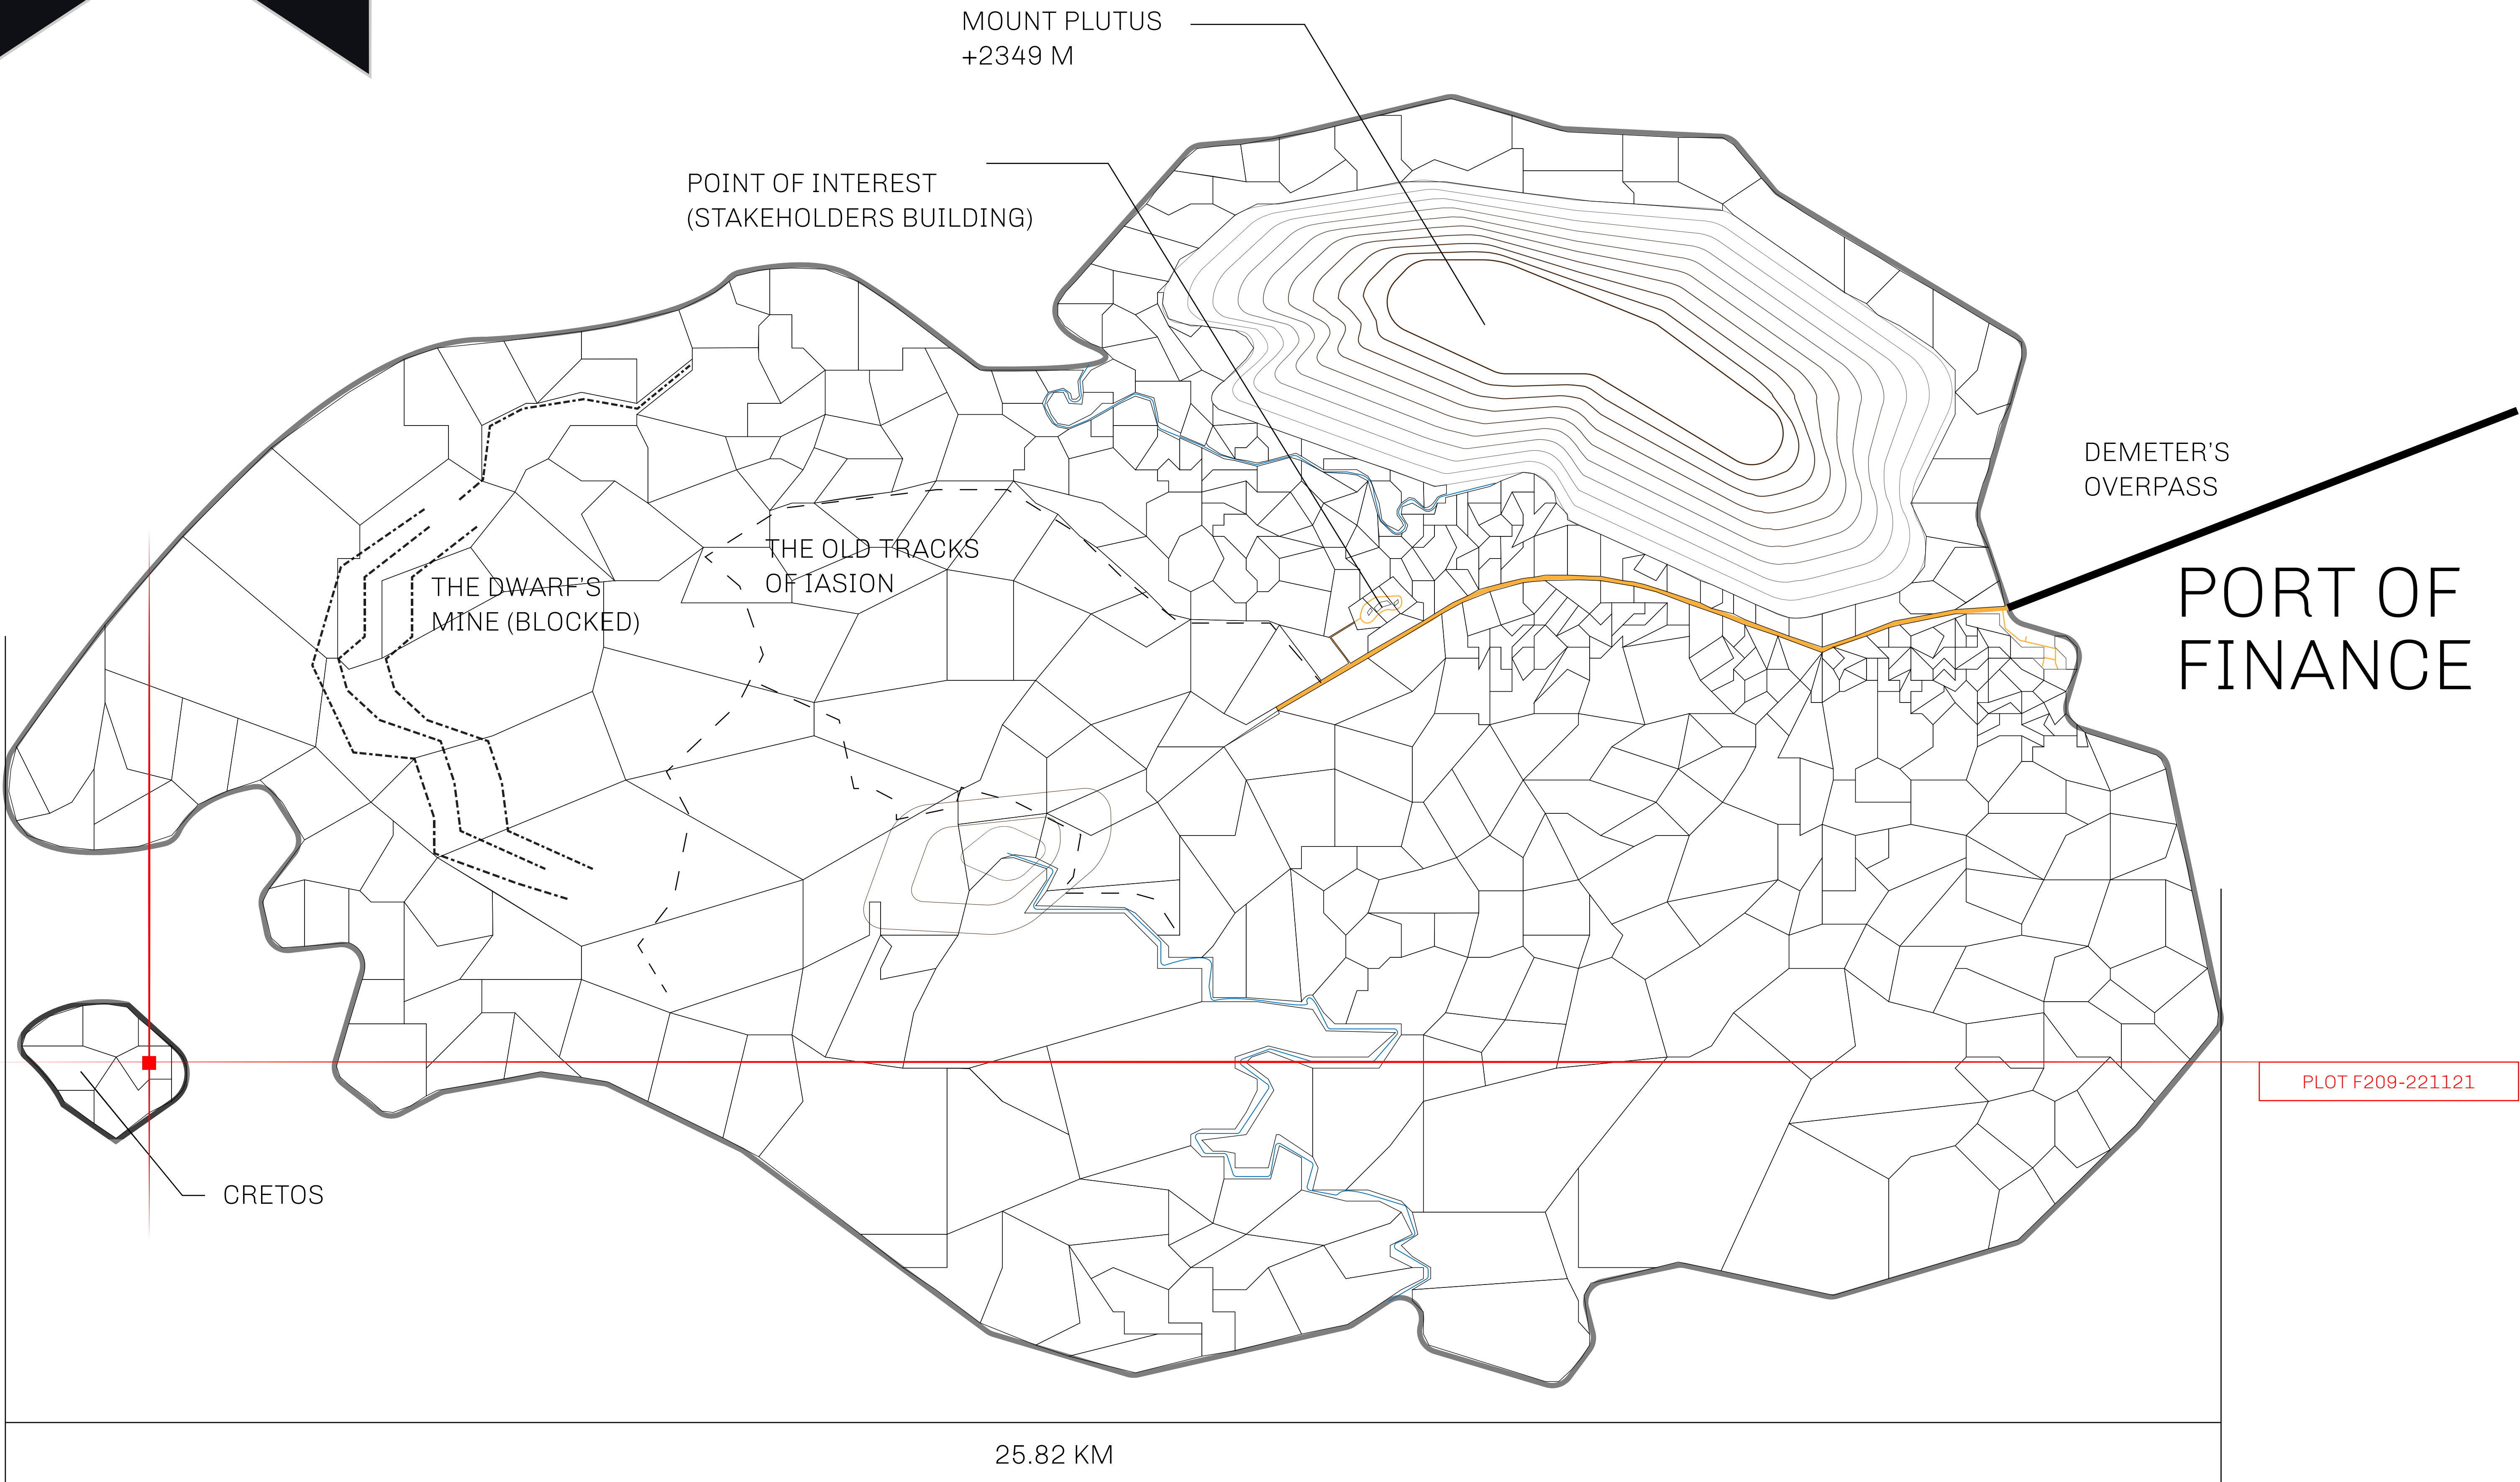 MOUNT PLUTUS
+2349 M
POINT OF INTEREST
(STAKEHOLDERS BUILDING)
DEMETER'S
OVERPASS
THE OLD TRACKS
OF IASION
THE DWARF'S
MINE (BLOCKED)
PORT OF
FINANCE
PLOT F209-221121
CRETOS
25.82 KM